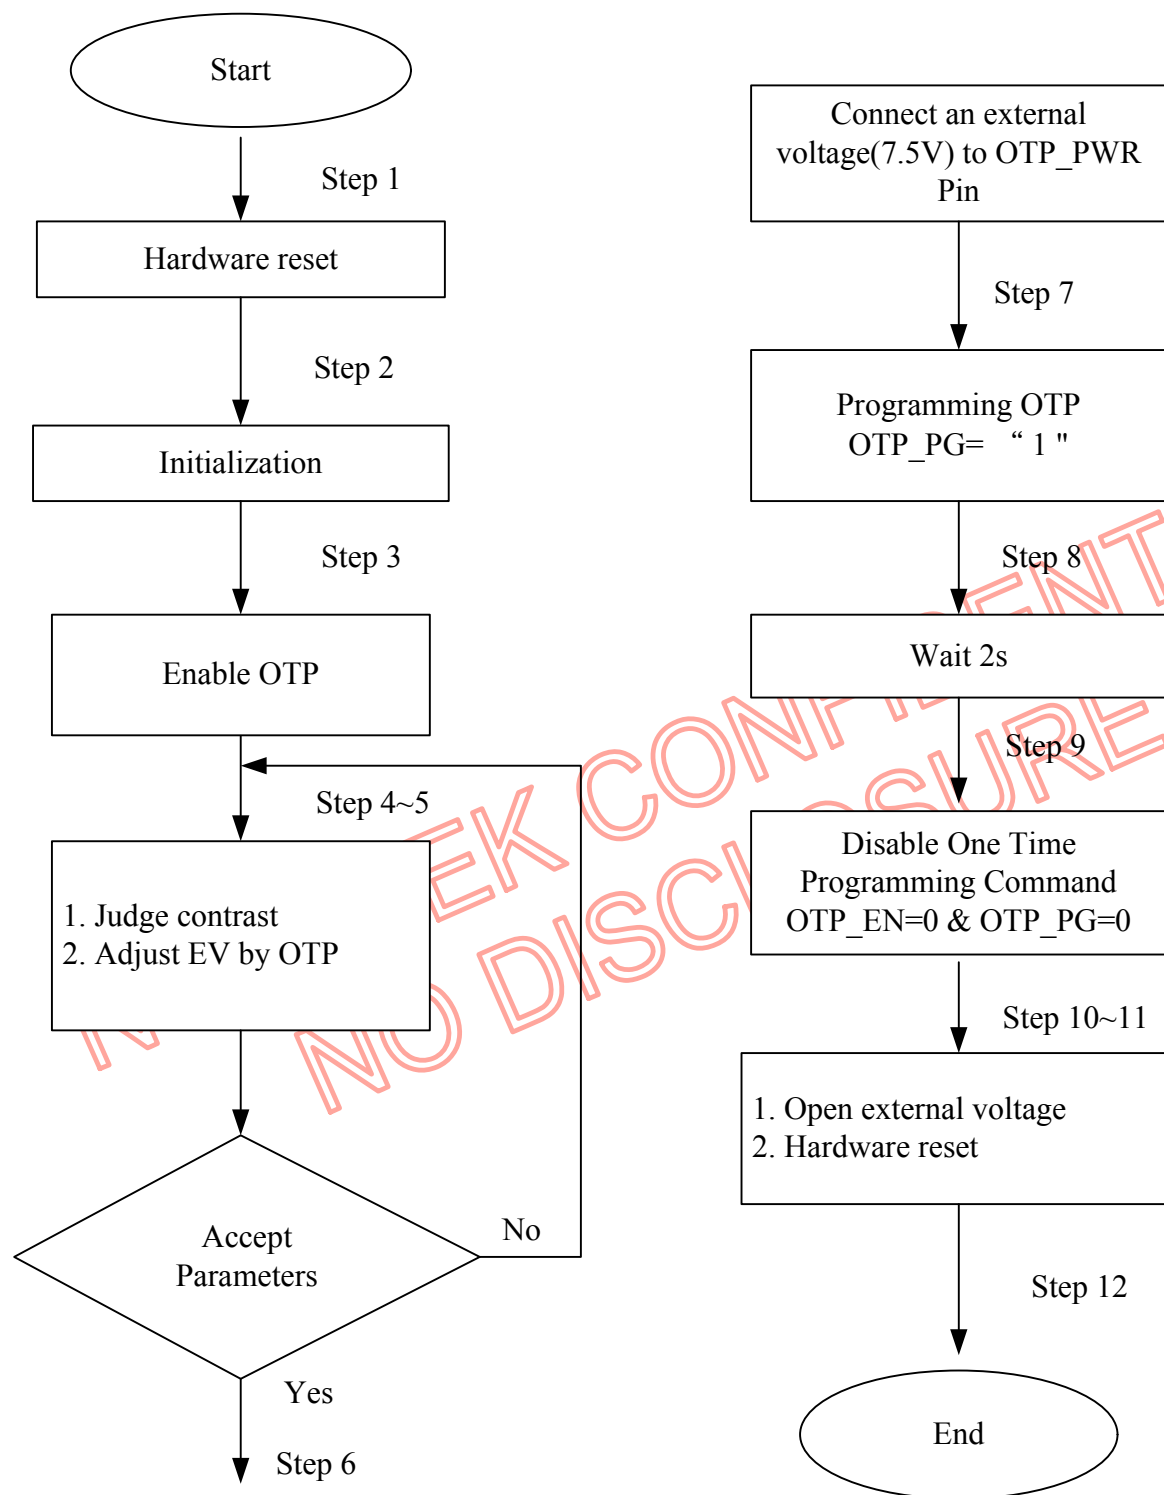 Start
Step 1
Hardware reset
Step 2
Initialization
Step 3
Enable OTP
Step 4~5
1. Judge contrast
2. Adjust EV by OTP
Accept
Parameters
No
Yes
Step 6
Connect an external
voltage(7.5V) to OTP_PWR
Pin
Step 7
Programming OTP
OTP_PG= “ 1 "
Step 8
Wait 2s
Step 9
Disable One Time
Programming Command
OTP_EN=0 & OTP_PG=0
Step 10~11
1. Open external voltage
2. Hardware reset
Step 12
End
NO